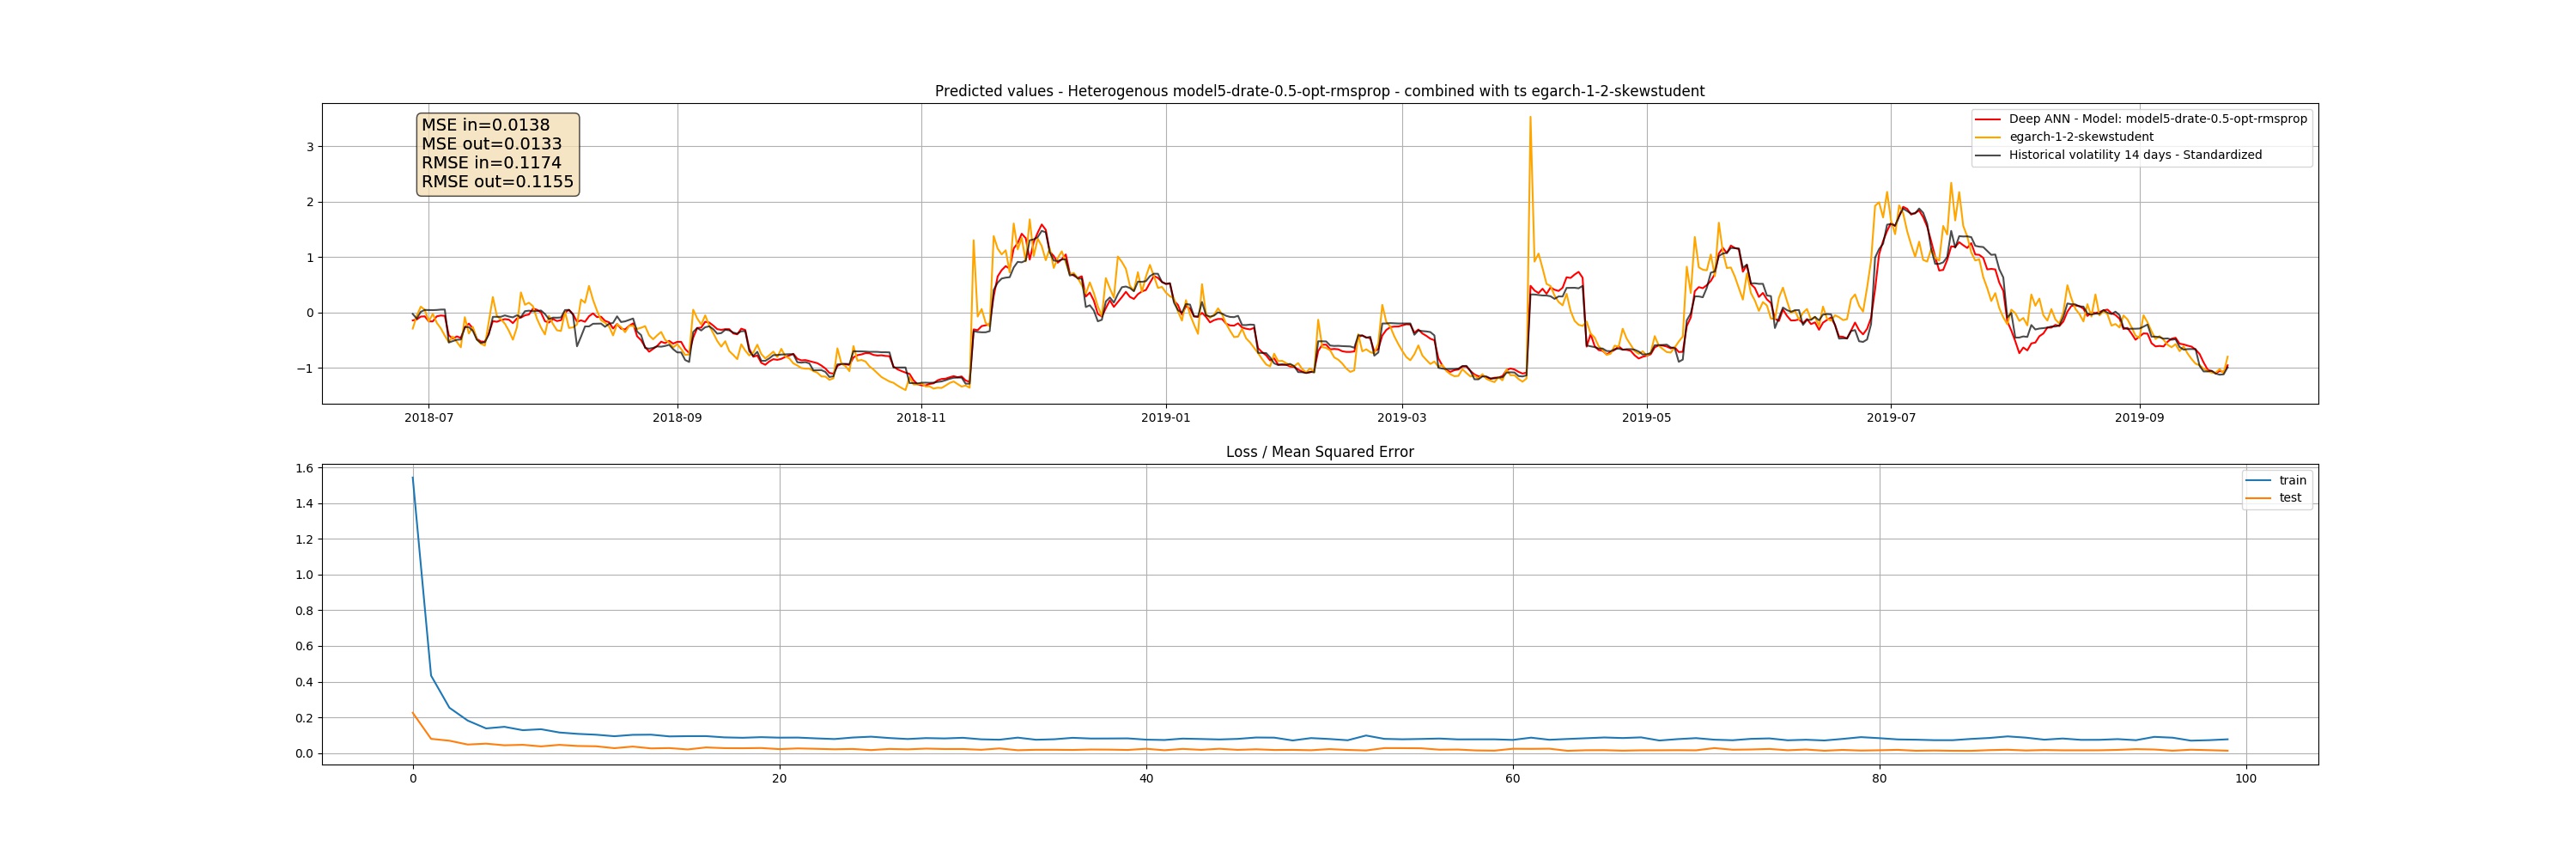 Predicted values - Heterogenous model5-drate-0.5-opt-rmsprop - combined with ts egarch-1-2-skewstudent
MSE in=0.0138
MSE out=0.0133
RMSE in=0.1174
RMSE out=0.1155
Deep ANN - Model: model5-drate-0.5-opt-rmsprop
egarch-1-2-skewstudent
Historical volatility 14 days - Standardized
3
2
1
0
−1
2018-07 2018-09 2018-11 2019-01 2019-03 2019-05 2019-07 2019-09
Loss / Mean Squared Error
train
test
1.6
1.4
1.2
1.0
0.8
0.6
0.4
0.2
0.0
0 20 40 60 80 100